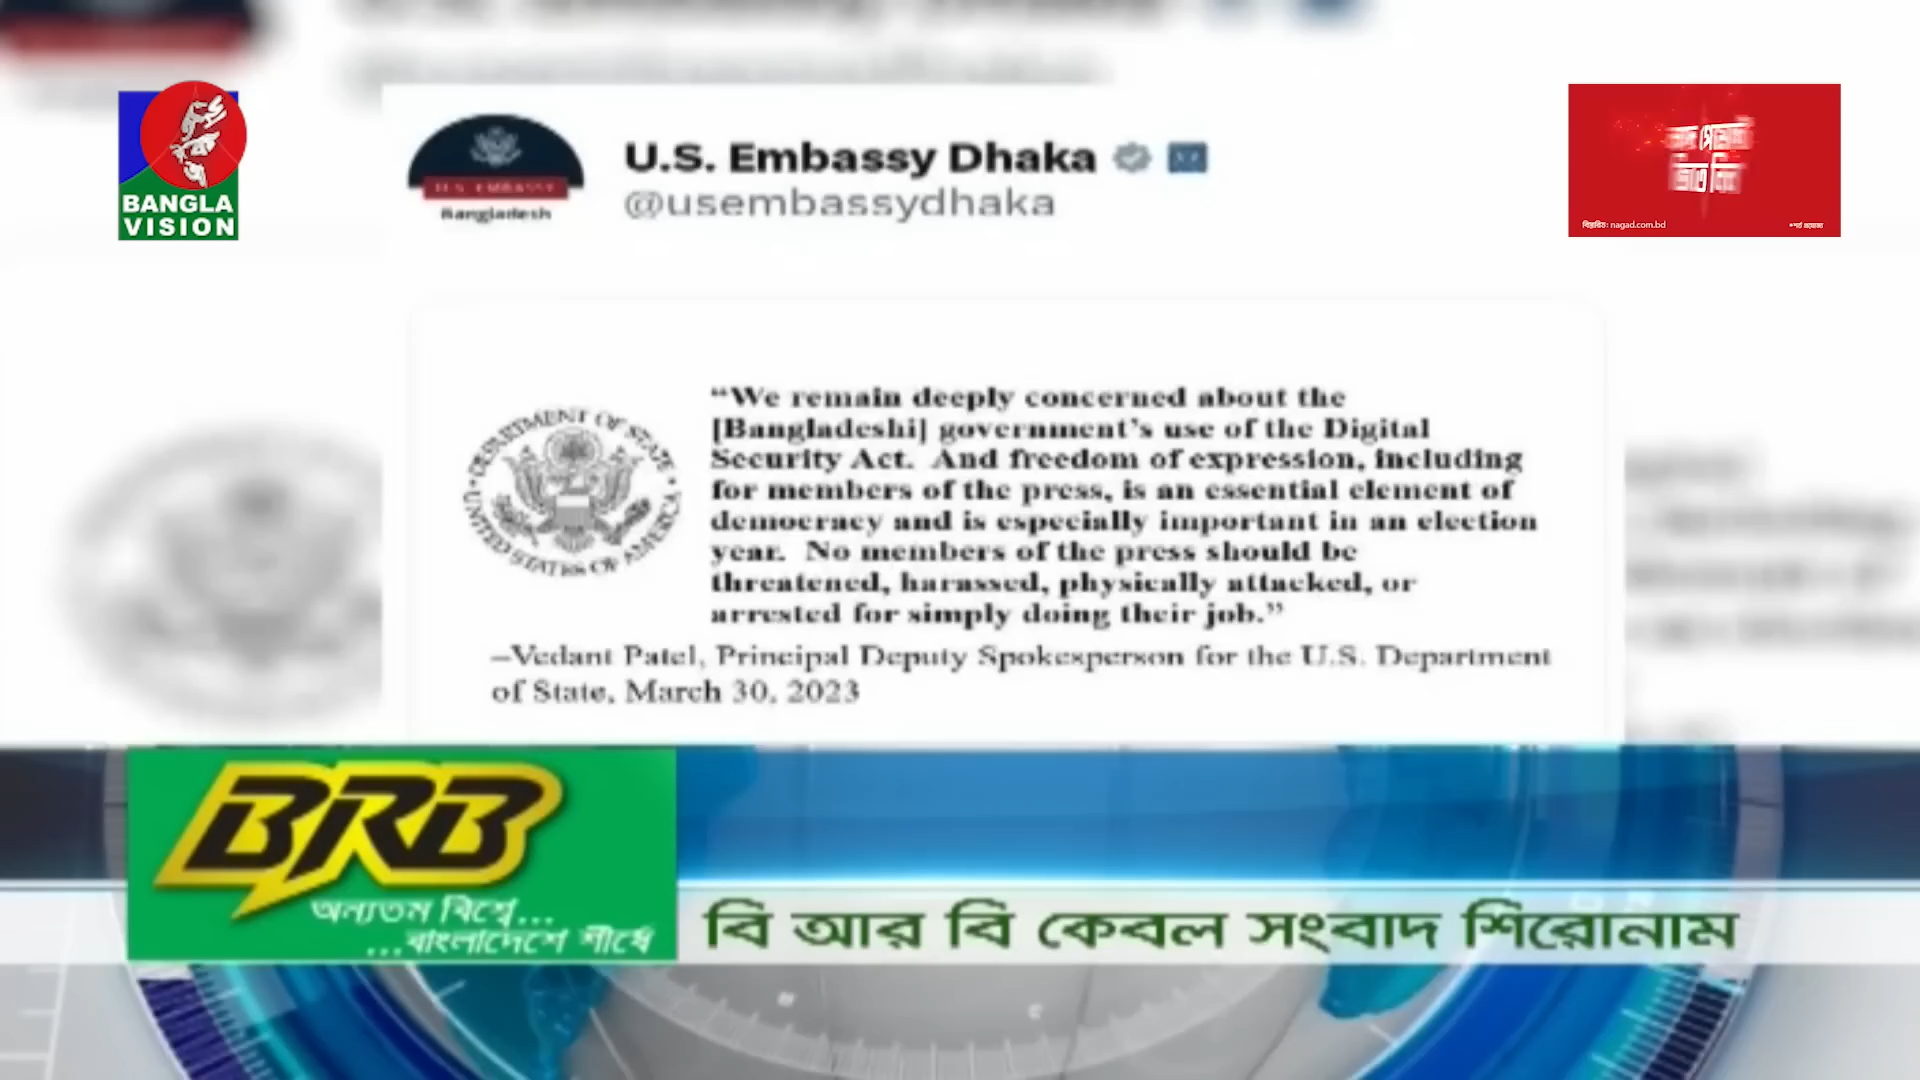 BANGLA
VISION
U.S. Embassy Dhaka
@usembassydhaka
U.S. EMBASSY
Bangladesh
বিস্তারিত: nagad.com.bd
DEPARTMENT OF STATE
UNITED STATES OF AMERICA
“We remain deeply concerned about the
[Bangladeshi] government’s use of the Digital
Security Act. And freedom of expression, including
for members of the press, is an essential element of
democracy and is especially important in an election
year. No members of the press should be
threatened, harassed, physically attacked, or
arrested for simply doing their job.”
–Vedant Patel, Principal Deputy Spokesperson for the U.S. Department
of State, March 30, 2023
BRB
অন্যতম বিশ্বে...
...বাংলাদেশে শীর্ষে
বি আর বি কেবল সংবাদ শিরোনাম